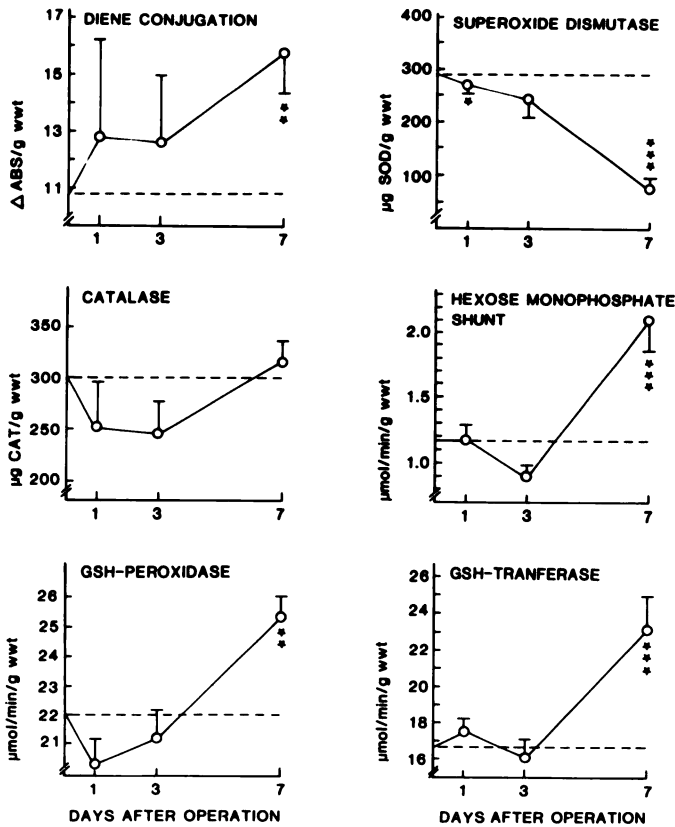 DIENE CONJUGATION
17
15
13
11
Δ ABS/g wwt
1 3 7
SUPEROXIDE DISMUTASE
400
300
200
100
µg SOD/g wwt
1 3 7
CATALASE
350
300
250
200
µg CAT/g wwt
1 3 7
HEXOSE MONOPHOSPHATE
SHUNT
2.0
1.5
1.0
µmol/min/g wwt
1 3 7
GSH-PEROXIDASE
26
25
24
23
22
21
µmol/min/g wwt
1 3 7
DAYS AFTER OPERATION
GSH-TRANFERASE
26
24
22
20
18
16
µmol/min/g wwt
1 3 7
DAYS AFTER OPERATION